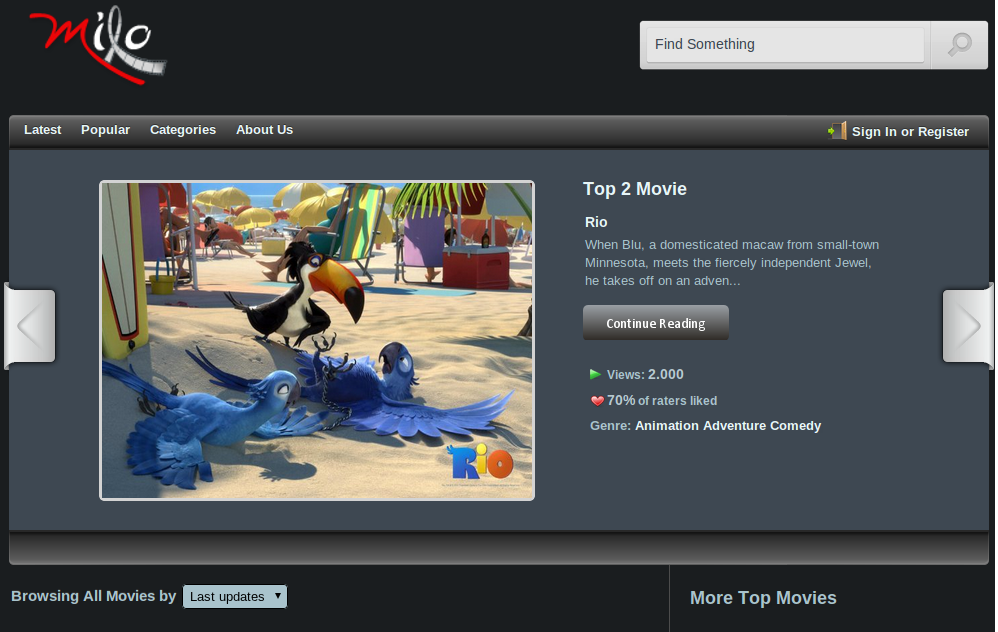 Milo
Find Something
Latest Popular Categories About Us
Sign In or Register
Top 2 Movie
Rio
When Blu, a domesticated macaw from small-town
Minnesota, meets the fiercely independent Jewel,
he takes off on an adven...
Continue Reading
Views: 2.000
70% of raters liked
Genre: Animation Adventure Comedy
RiO
Browsing All Movies by Last updates
More Top Movies